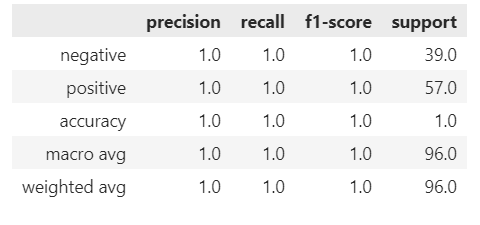 precision recall f1-score support
negative 1.0 1.0 1.0 39.0
positive 1.0 1.0 1.0 57.0
accuracy 1.0 1.0 1.0 1.0
macro avg 1.0 1.0 1.0 96.0
weighted avg 1.0 1.0 1.0 96.0